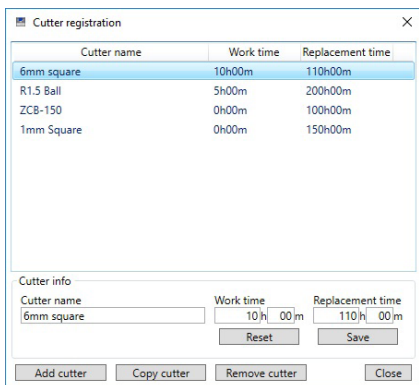 Cutter registration
Cutter name Work time Replacement time
6mm square 10h00m 110h00m
R1.5 Ball 5h00m 200h00m
ZCB-150 0h00m 100h00m
1mm Square 0h00m 150h00m
Cutter info
Cutter name Work time Replacement time
6mm square 10 h 00 m 110 h 00 m
Reset Save
Add cutter Copy cutter Remove cutter Close